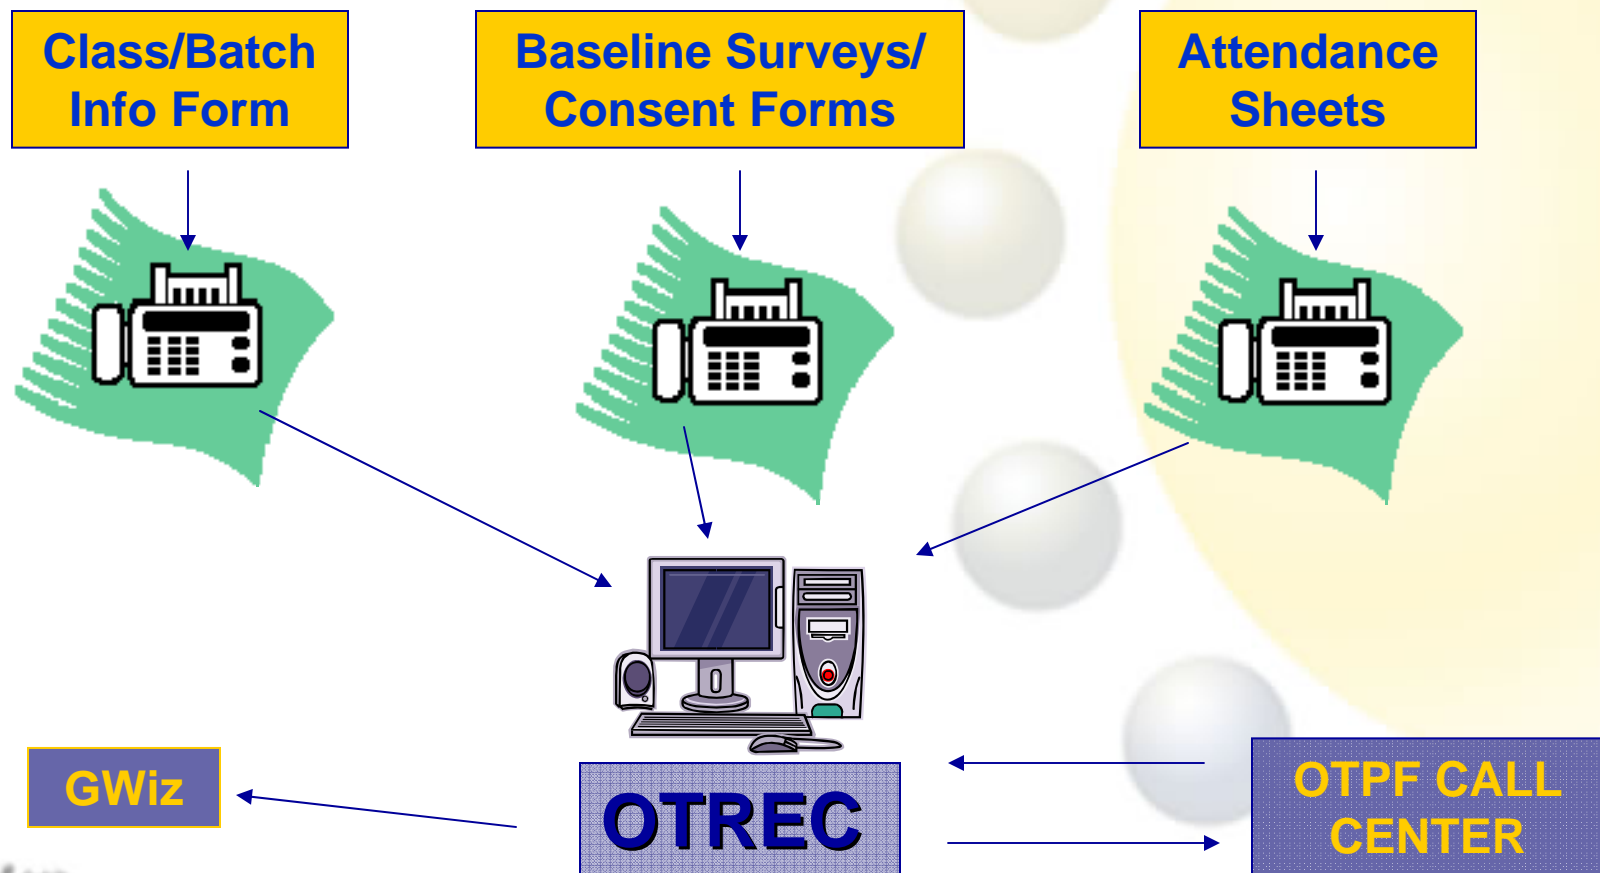 Class/Batch
Info Form
Baseline Surveys/
Consent Forms
Attendance
Sheets
GWiz
OTREC
OTPF CALL
CENTER